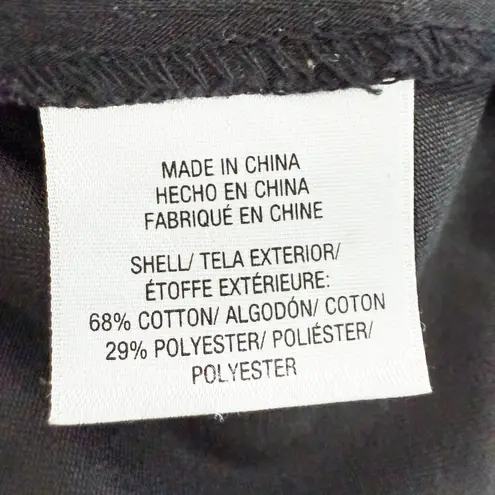 MADE IN CHINA
HECHO EN CHINA
FABRIQUÉ EN CHINE
SHELL/ TELA EXTERIOR/
ÉTOFFE EXTÉRIEURE:
68% COTTON/ ALGODÓN/ COTON
29% POLYESTER/ POLIÉSTER/
POLYESTER